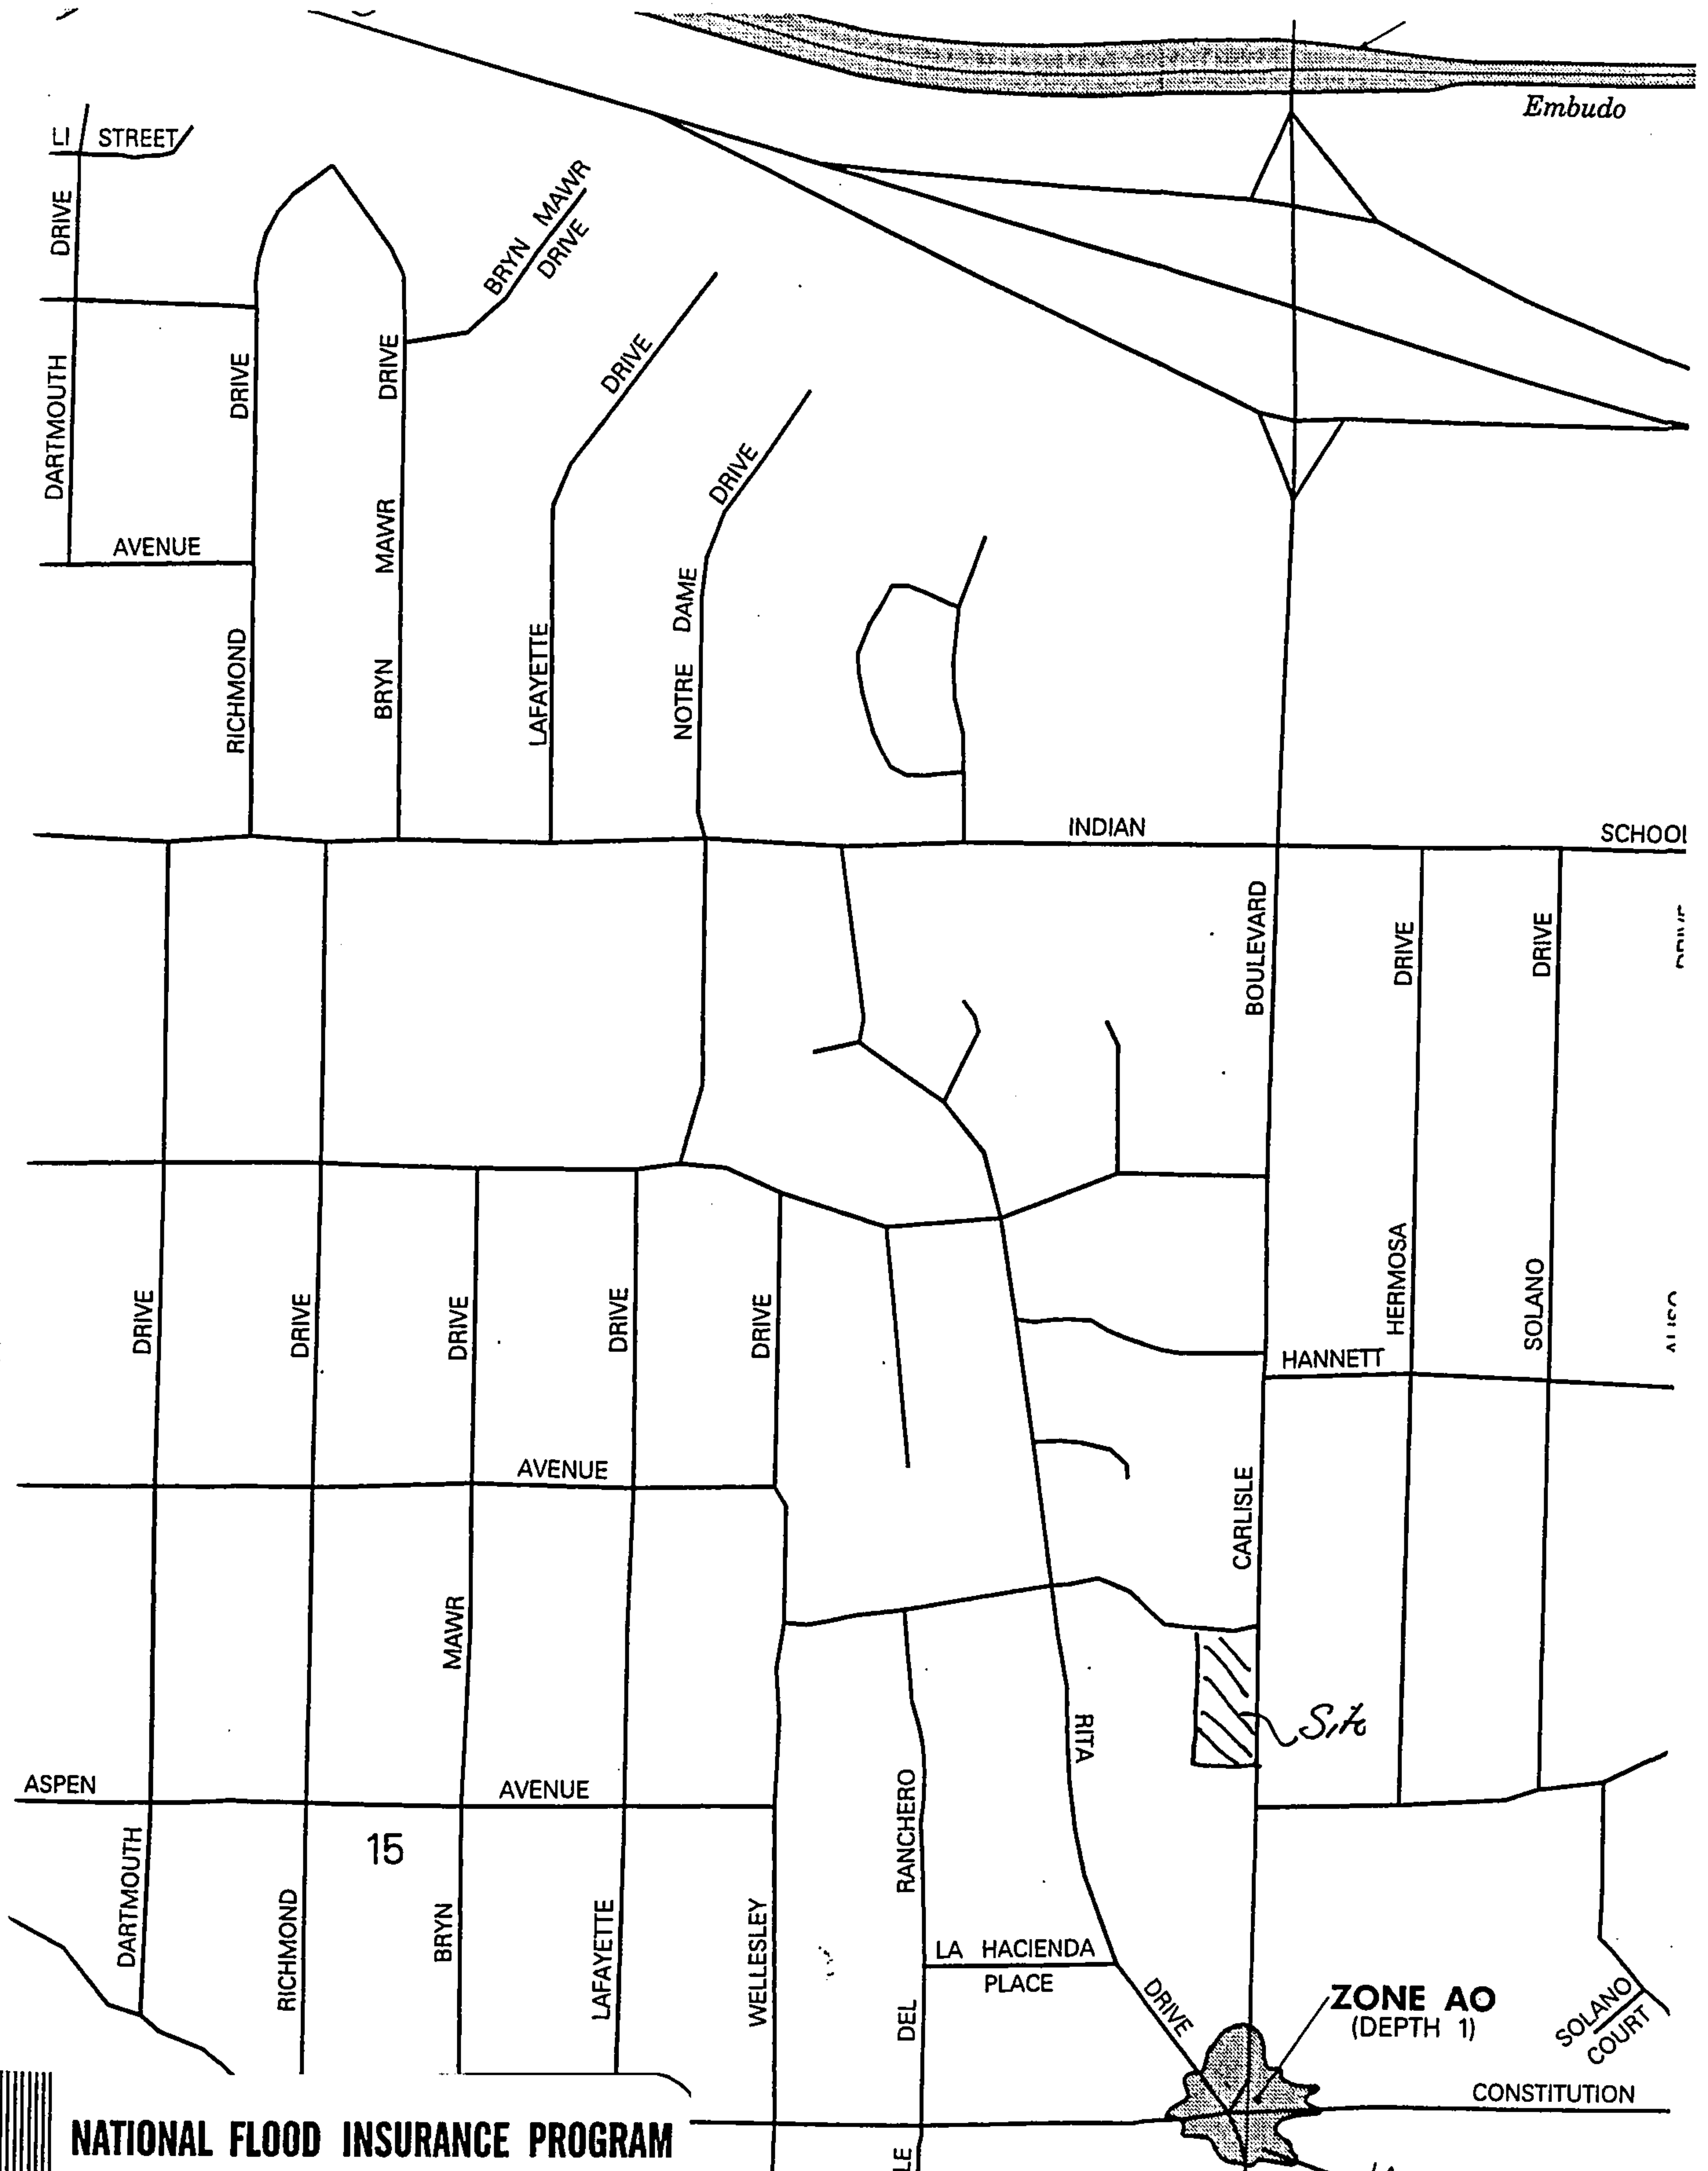 Embudo
LI STREET
DRIVE
BRYN MAWR
DRIVE
DARTMOUTH
DRIVE
DRIVE
DRIVE
DRIVE
AVENUE
MAWR
NOTRE DAME
RICHMOND
BRYN
LAFAYETTE
INDIAN
SCHOOL
BOULEVARD
DRIVE
DRIVE
DRIVE
DRIVE
DRIVE
DRIVE
DRIVE
DRIVE
HERMOSA
SOLANO
HANNETT
AVENUE
CARLISLE
MAWR
RITA
Site
ASPEN
AVENUE
15
RANCHERO
DARTMOUTH
RICHMOND
BRYN
LAFAYETTE
WELLESLEY
DEL
LA HACIENDA
PLACE
DRIVE
ZONE AO
(DEPTH 1)
SOLANO
COURT
CONSTITUTION
NATIONAL FLOOD INSURANCE PROGRAM
LE